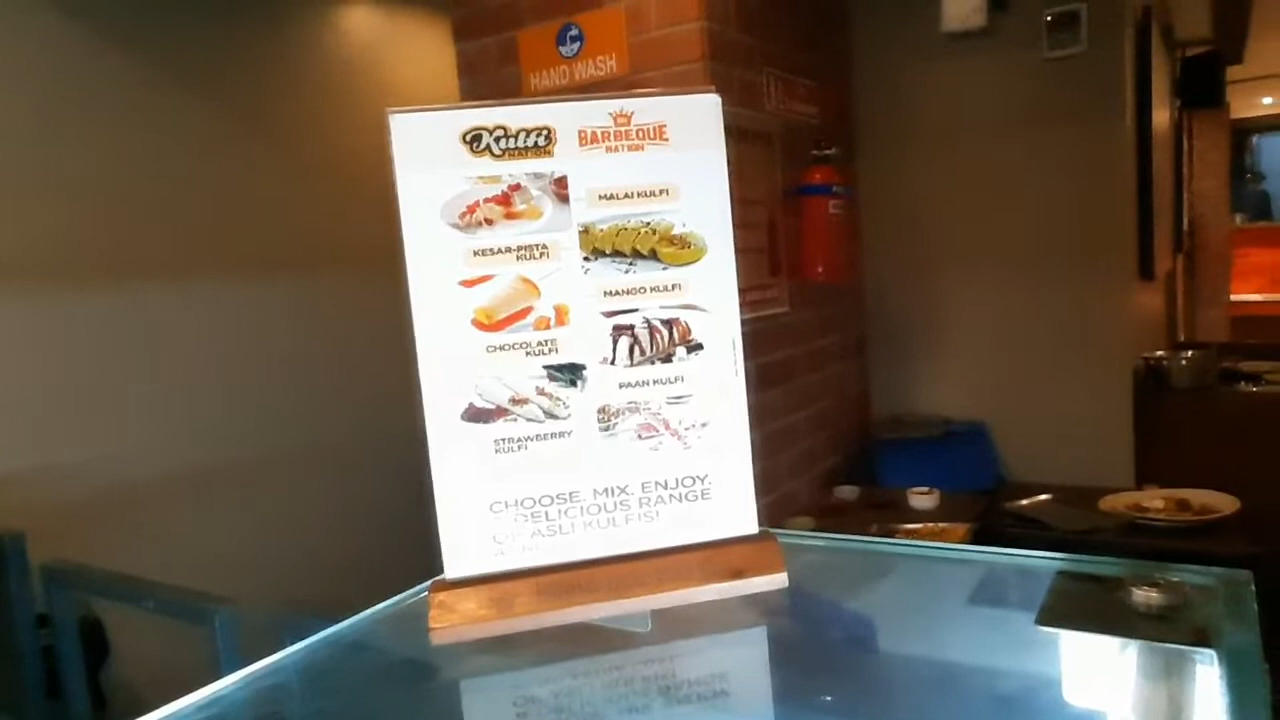 HAND WASH
Kulfi
NATION
BARBEQUE
NATION
MALAI KULFI
KESAR-PISTA
KULFI
MANGO KULFI
CHOCOLATE
KULFI
PAAN KULFI
STRAWBERRY
KULFI
CHOOSE. MIX. ENJOY.
DELICIOUS RANGE
OF ASLI KULFIS!